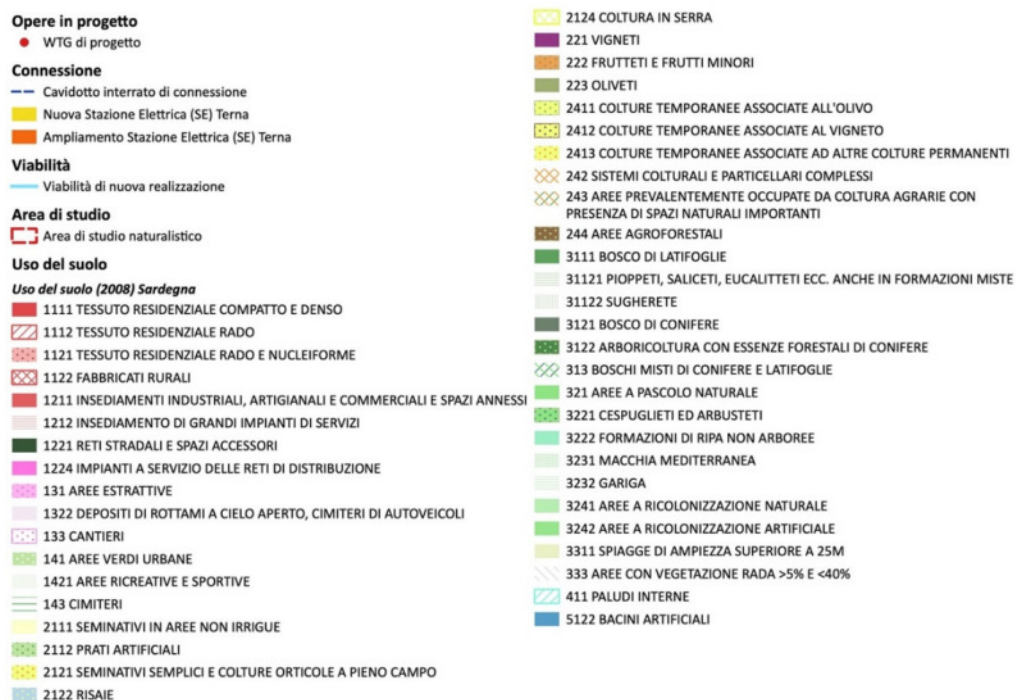 Opere in progetto
WTG di progetto
Connessione
Cavidotto interrato di connessione
Nuova Stazione Elettrica (SE) Terna
Ampliamento Stazione Elettrica (SE) Terna
Viabilità
Viabilità di nuova realizzazione
Area di studio
Area di studio naturalistico
Uso del suolo
Uso del suolo (2008) Sardegna
1111 TESSUTO RESIDENZIALE COMPATTO E DENSO
1112 TESSUTO RESIDENZIALE RADO
1121 TESSUTO RESIDENZIALE RADO E NUCLEIFORME
1122 FABBRICATI RURALI
1211 INSEDIAMENTI INDUSTRIALI, ARTIGIANALI E COMMERCIALI E SPAZI ANNESSI
1212 INSEDIAMENTO DI GRANDI IMPIANTI DI SERVIZI
1221 RETI STRADALI E SPAZI ACCESSORI
1224 IMPIANTI A SERVIZIO DELLE RETI DI DISTRIBUZIONE
131 AREE ESTRATTIVE
1322 DEPOSITI DI ROTTAMI A CIELO APERTO, CIMITERI DI AUTOVEICOLI
133 CANTIERI
141 AREE VERDI URBANE
1421 AREE RICREATIVE E SPORTIVE
143 CIMITERI
2111 SEMINATIVI IN AREE NON IRRIGUE
2112 PRATI ARTIFICIALI
2121 SEMINATIVI SEMPLICI E COLTURE ORTICOLE A PIENO CAMPO
2122 RISAIE
2124 COLTURA IN SERRA
221 VIGNETI
222 FRUTTETI E FRUTTI MINORI
223 OLIVETI
2411 COLTURE TEMPORANEE ASSOCIATE ALL'OLIVO
2412 COLTURE TEMPORANEE ASSOCIATE AL VIGNETO
2413 COLTURE TEMPORANEE ASSOCIATE AD ALTRE COLTURE PERMANENTI
242 SISTEMI COLTURALI E PARTICELLARI COMPLESSI
243 AREE PREVALENTEMENTE OCCUPATE DA COLTURA AGRARIE CON
PRESENZA DI SPAZI NATURALI IMPORTANTI
244 AREE AGROFORESTALI
3111 BOSCO DI LATIFOGLIE
31121 PIOPPETI, SALICETI, EUCALITTETI ECC. ANCHE IN FORMAZIONI MISTE
31122 SUGHERETE
3121 BOSCO DI CONIFERE
3122 ARBORICOLTURA CON ESSENZE FORESTALI DI CONIFERE
313 BOSCHI MISTI DI CONIFERE E LATIFOGLIE
321 AREE A PASCOLO NATURALE
3221 CESPUGLIETI ED ARBUSTETI
3222 FORMAZIONI DI RIPA NON ARBOREE
3231 MACCHIA MEDITERRANEA
3232 GARIGA
3241 AREE A RICOLONIZZAZIONE NATURALE
3242 AREE A RICOLONIZZAZIONE ARTIFICIALE
3311 SPIAGGE DI AMPIEZZA SUPERIORE A 25M
333 AREE CON VEGETAZIONE RADA >5% E <40%
411 PALUDI INTERNE
5122 BACINI ARTIFICIALI